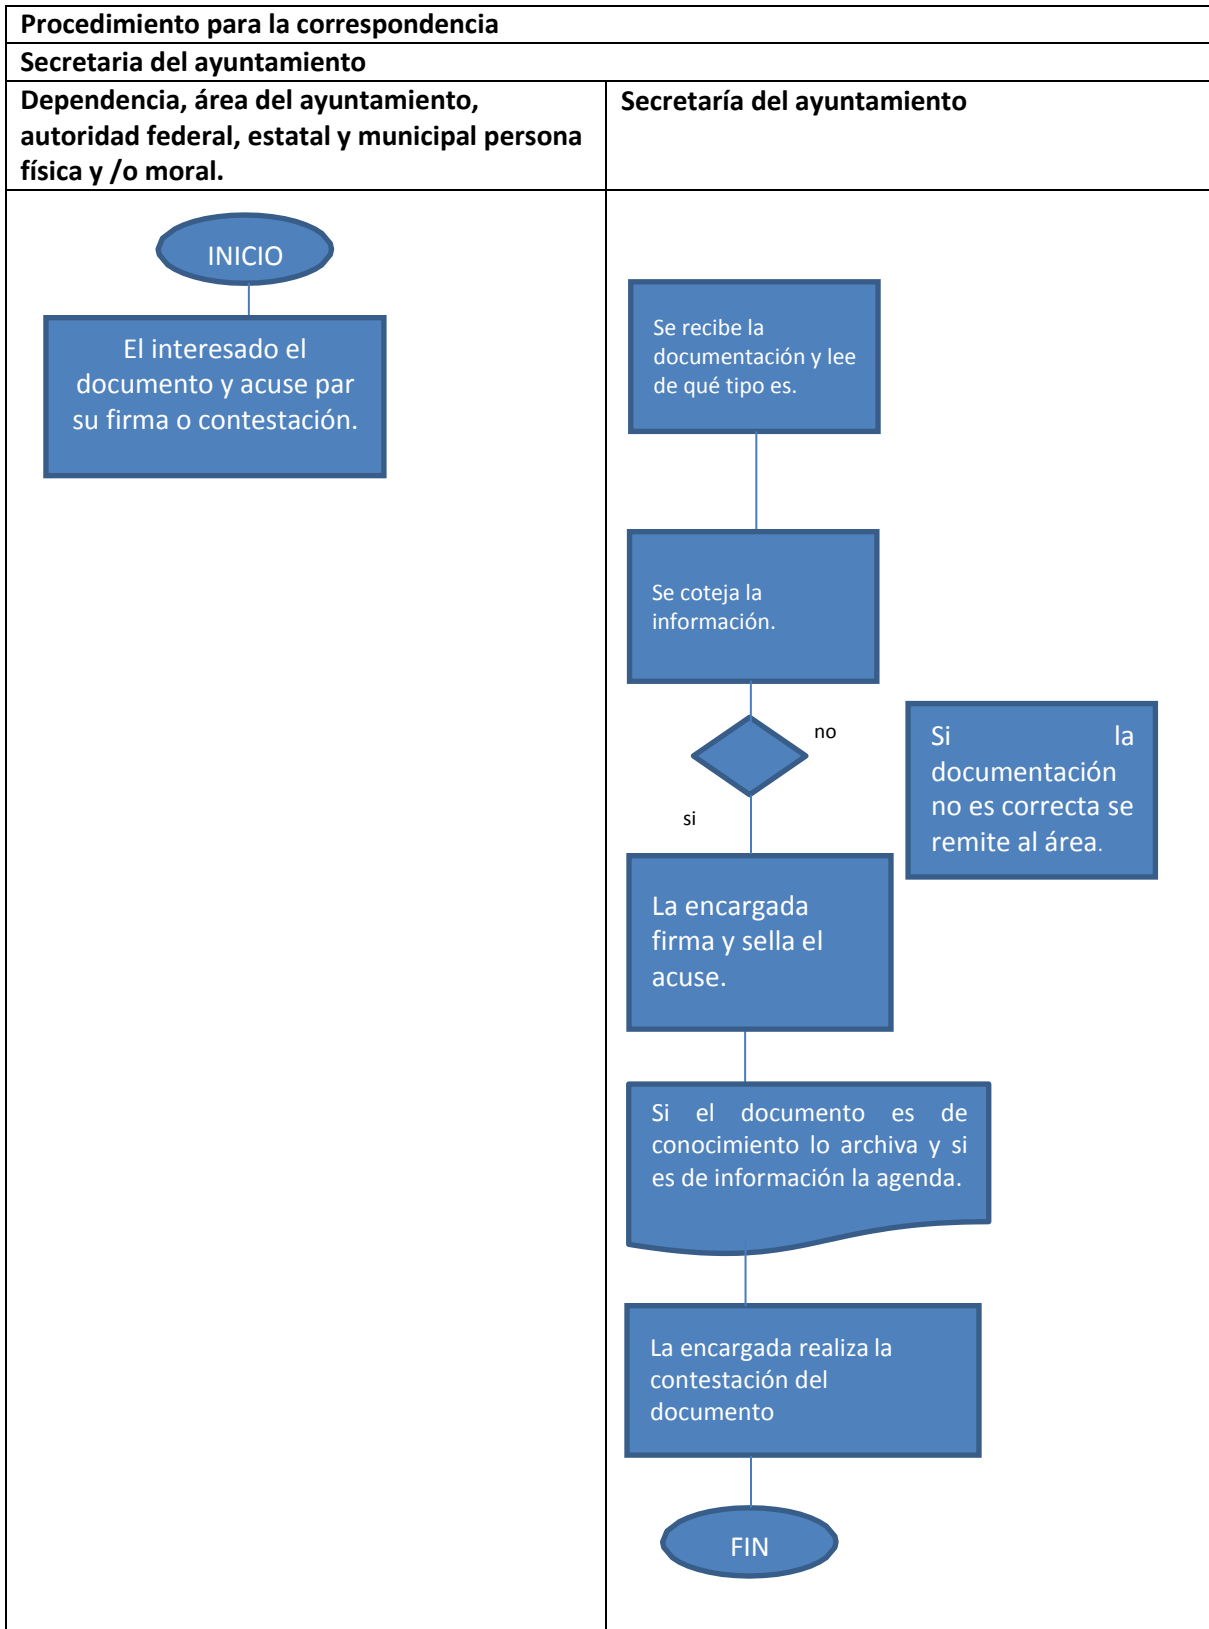 Procedimiento para la correspondencia
Secretaria del ayuntamiento
Dependencia, área del ayuntamiento,
autoridad federal, estatal y municipal persona
física y /o moral.
Secretaría del ayuntamiento
INICIO
El interesado el
documento y acuse par
su firma o contestación.
Se recibe la
documentación y lee
de qué tipo es.
Se coteja la
información.
no
si
Si la
documentación
no es correcta se
remite al área.
La encargada
firma y sella el
acuse.
Si el documento es de
conocimiento lo archiva y si
es de información la agenda.
La encargada realiza la
contestación del
documento
FIN